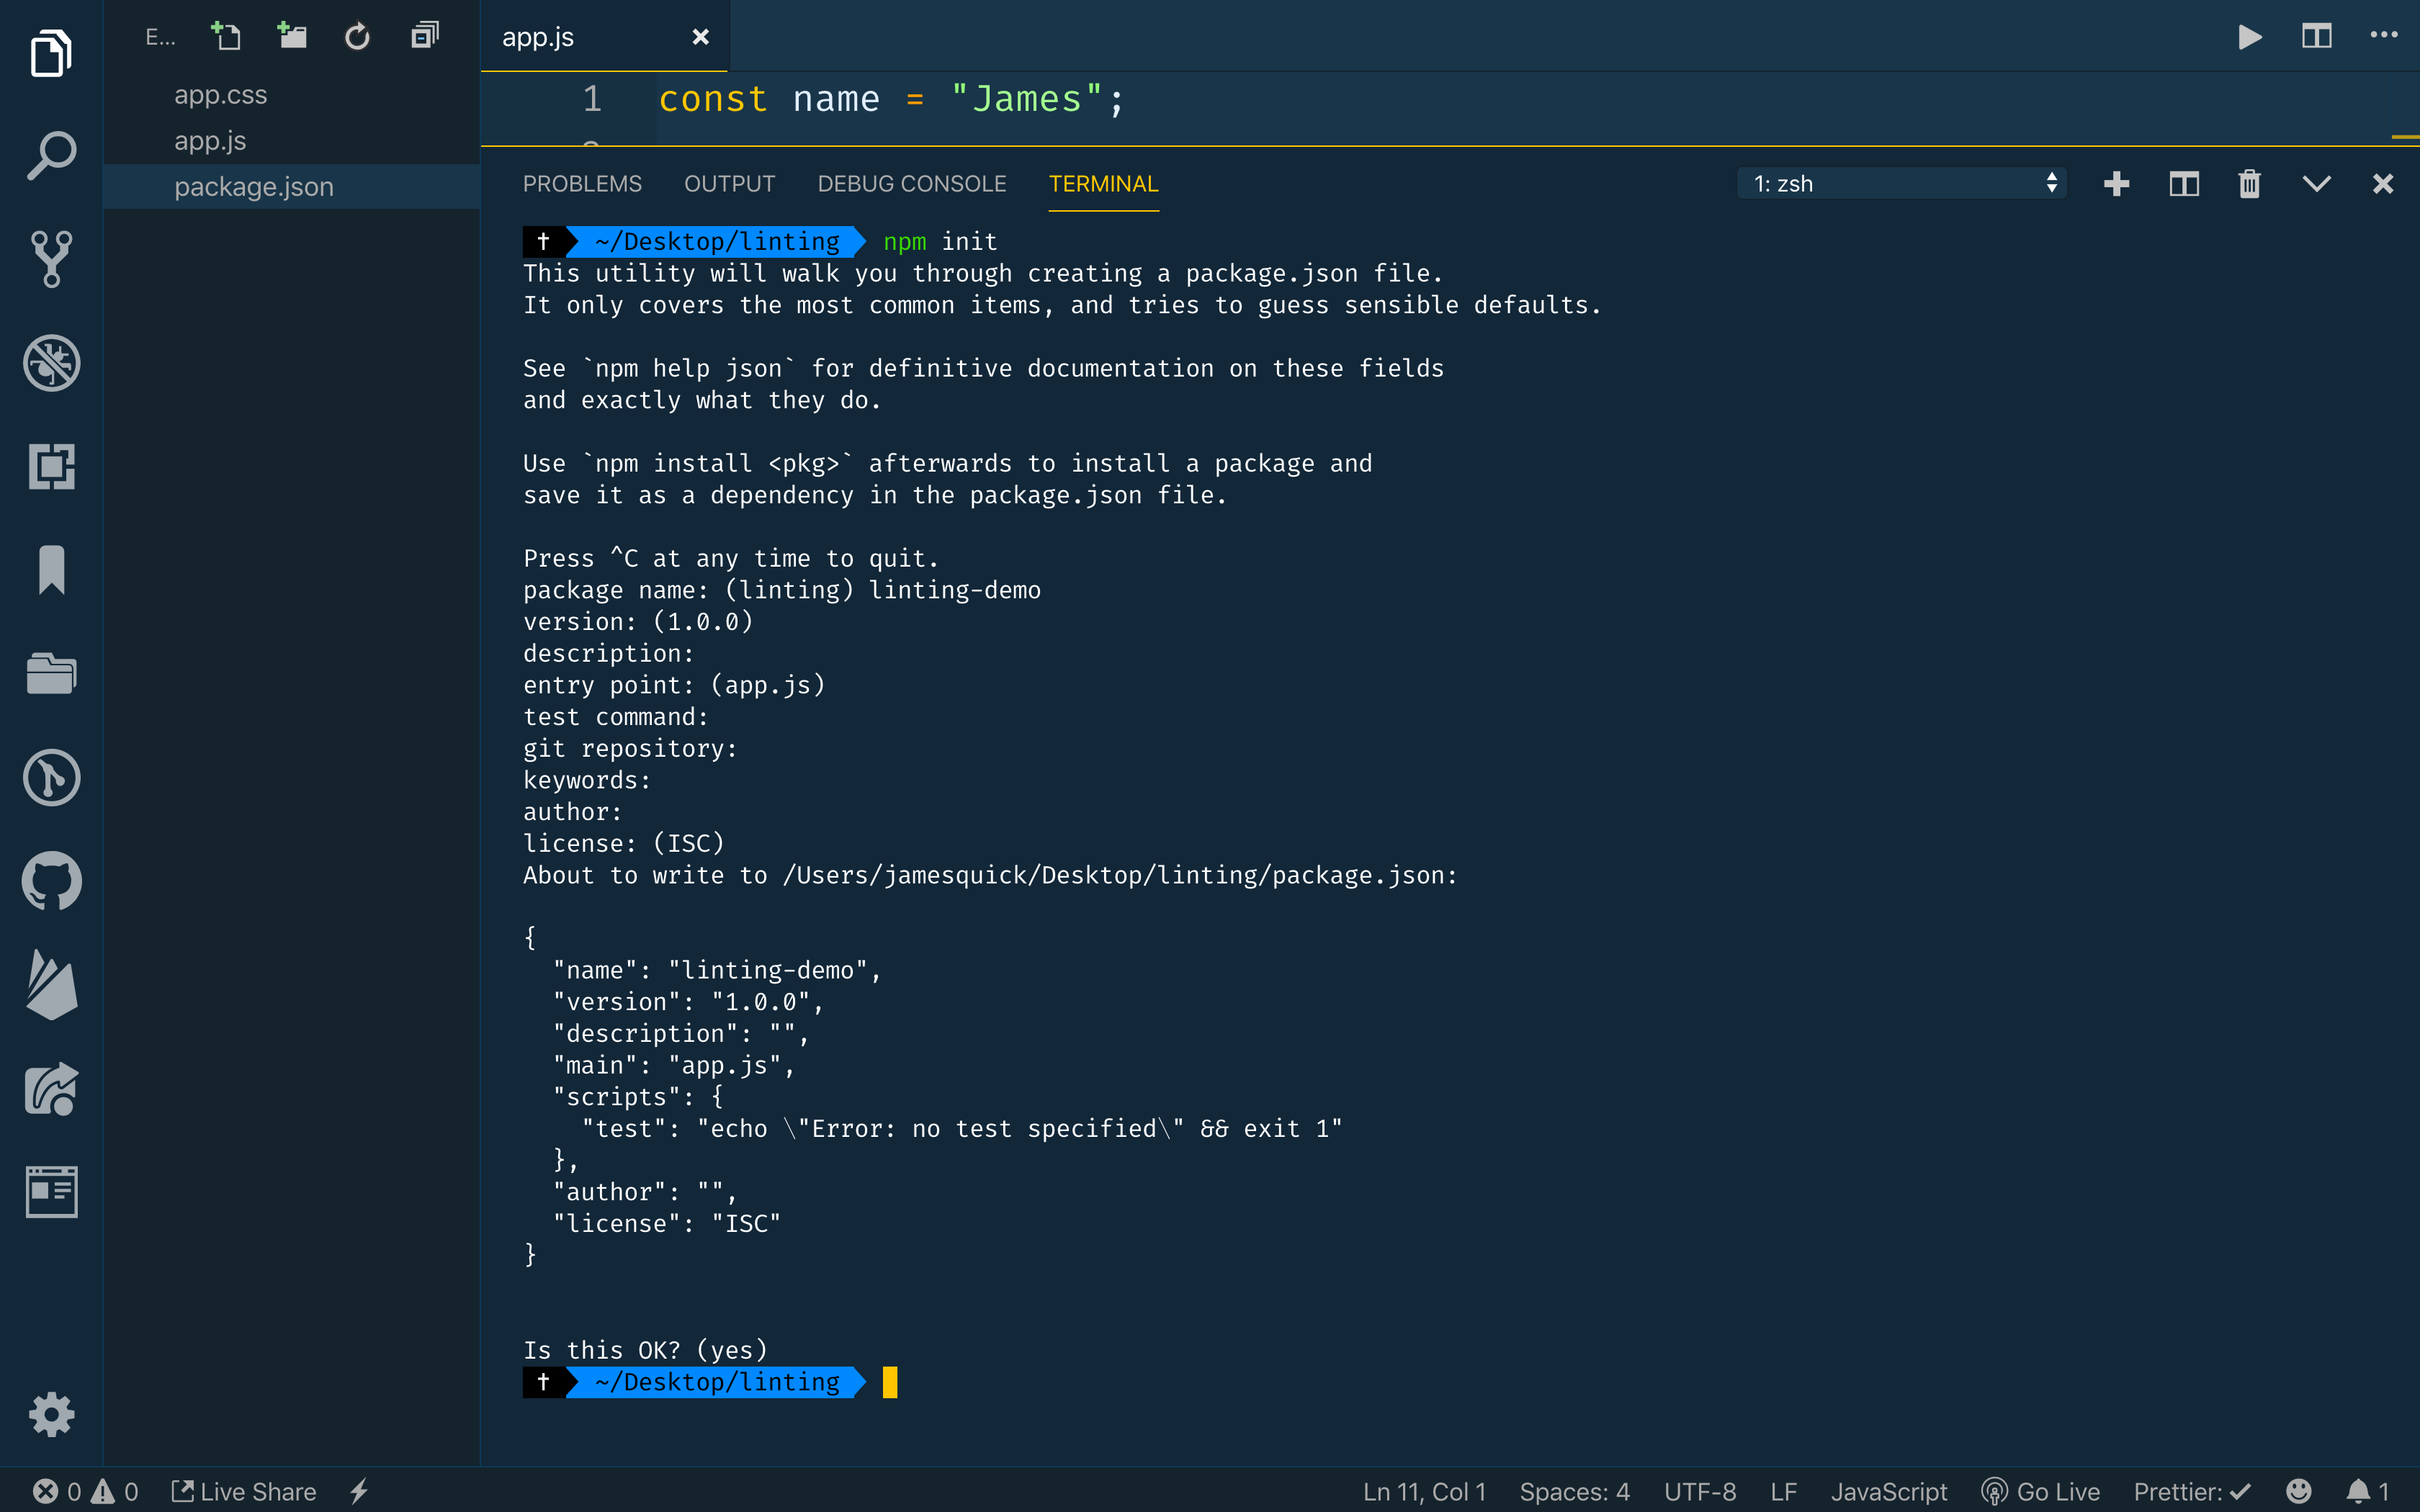 E...
app.css
app.js
package.json
app.js
1 const name = "James";
PROBLEMS OUTPUT DEBUG CONSOLE TERMINAL 1: zsh
† ~/Desktop/linting npm init
This utility will walk you through creating a package.json file.
It only covers the most common items, and tries to guess sensible defaults.
See `npm help json` for definitive documentation on these fields
and exactly what they do.
Use `npm install <pkg>` afterwards to install a package and
save it as a dependency in the package.json file.
Press ^C at any time to quit.
package name: (linting) linting-demo
version: (1.0.0)
description:
entry point: (app.js)
test command:
git repository:
keywords:
author:
license: (ISC)
About to write to /Users/jamesquick/Desktop/linting/package.json:
{
  "name": "linting-demo",
  "version": "1.0.0",
  "description": "",
  "main": "app.js",
  "scripts": {
    "test": "echo \"Error: no test specified\" && exit 1"
  },
  "author": "",
  "license": "ISC"
}
Is this OK? (yes)
† ~/Desktop/linting
0 0 Live Share Ln 11, Col 1 Spaces: 4 UTF-8 LF JavaScript Go Live Prettier: ✓ 1